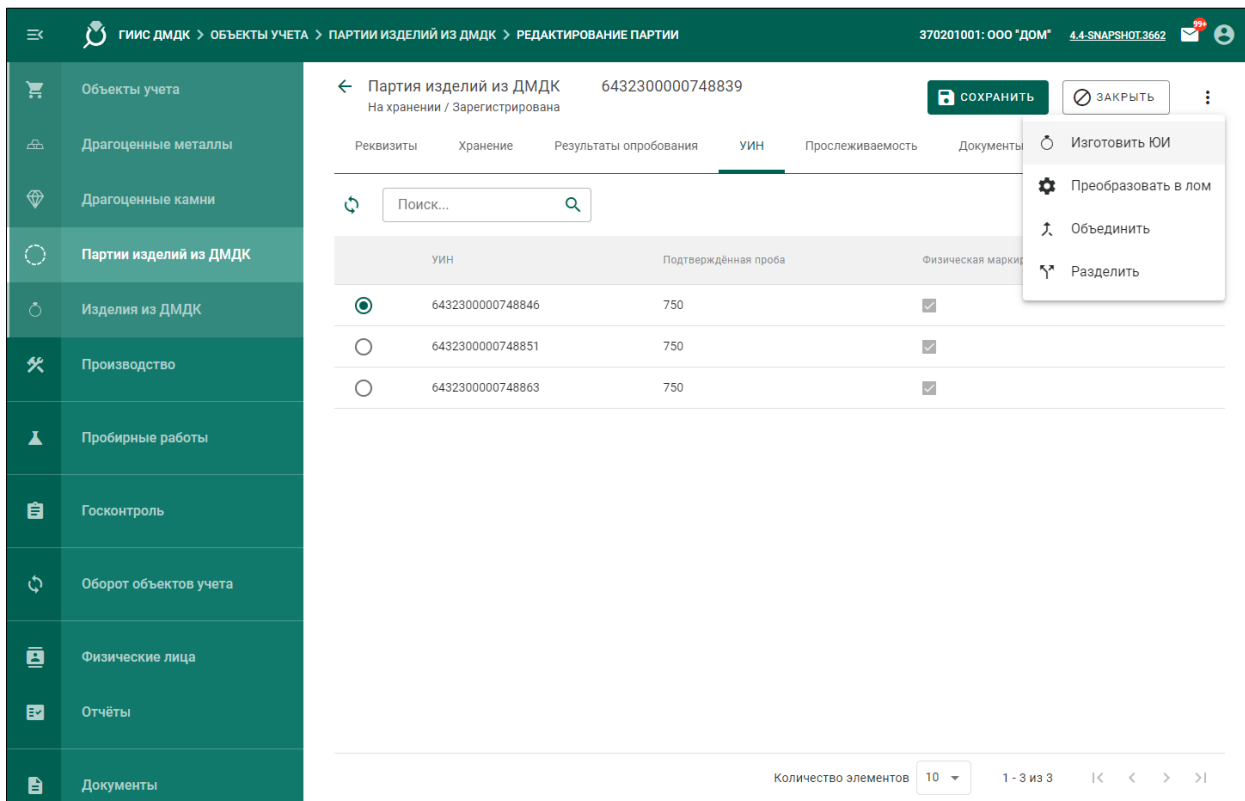 ГИИС ДМДК > ОБЪЕКТЫ УЧЕТА > ПАРТИИ ИЗДЕЛИЙ ИЗ ДМДК > РЕДАКТИРОВАНИЕ ПАРТИИ 370201001: ООО "ДОМ" 4.4-SNAPSHOT.3662 99+
Объекты учета
Драгоценные металлы
Драгоценные камни
Партии изделий из ДМДК
Изделия из ДМДК
Производство
Пробирные работы
Госконтроль
Оборот объектов учета
Физические лица
Отчёты
Документы
Партия изделий из ДМДК 6432300000748839
На хранении / Зарегистрирована
СОХРАНИТЬ ЗАКРЫТЬ
Реквизиты Хранение Результаты опробования УИН Прослеживаемость Документы
Изготовить ЮИ
Преобразовать в лом
Объединить
Разделить
Поиск...
УИН Подтверждённая проба Физическая маркир
6432300000748846 750
6432300000748851 750
6432300000748863 750
Количество элементов 10 1 - 3 из 3